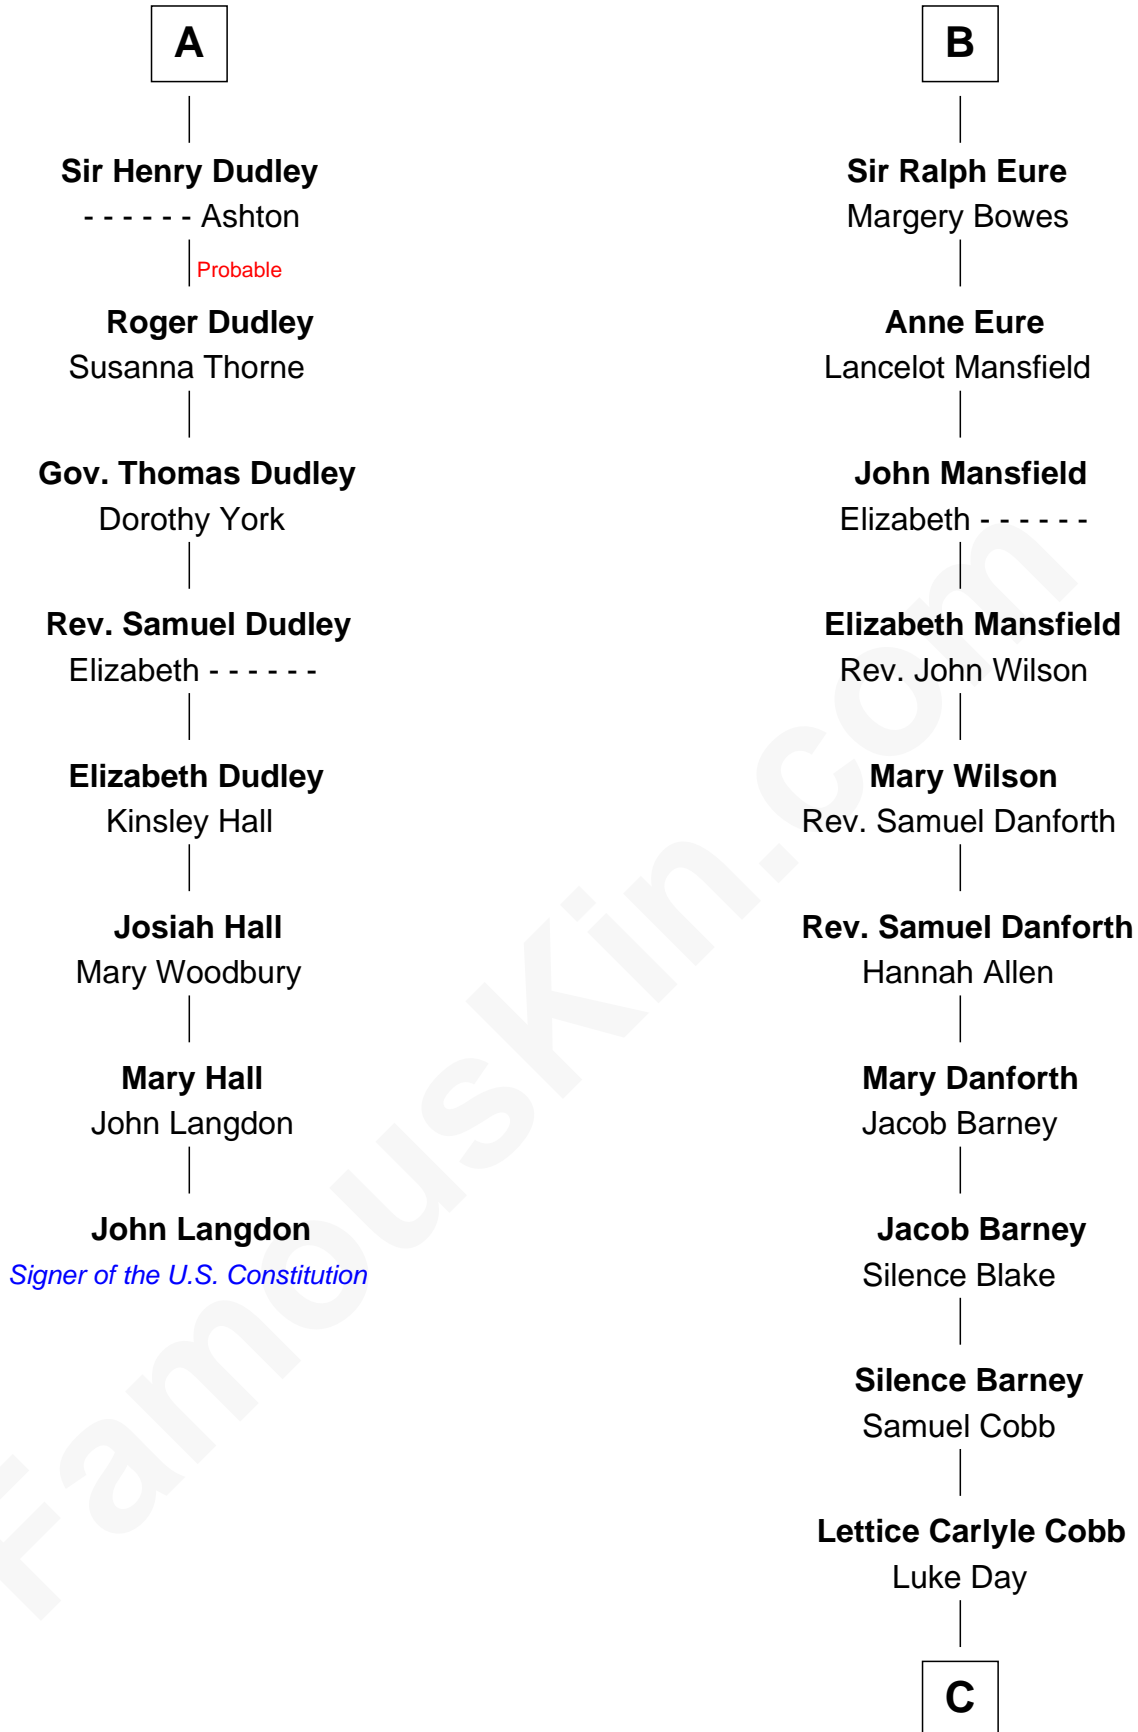 A
Sir Henry Dudley
- - - - - - Ashton
Probable
Roger Dudley
Susanna Thorne
Gov. Thomas Dudley
Dorothy York
Rev. Samuel Dudley
Elizabeth - - - - - -
Elizabeth Dudley
Kinsley Hall
Josiah Hall
Mary Woodbury
Mary Hall
John Langdon
John Langdon
Signer of the U.S. Constitution
B
Sir Ralph Eure
Margery Bowes
Anne Eure
Lancelot Mansfield
John Mansfield
Elizabeth - - - - - -
Elizabeth Mansfield
Rev. John Wilson
Mary Wilson
Rev. Samuel Danforth
Rev. Samuel Danforth
Hannah Allen
Mary Danforth
Jacob Barney
Jacob Barney
Silence Blake
Silence Barney
Samuel Cobb
Lettice Carlyle Cobb
Luke Day
C
FamousKin.com